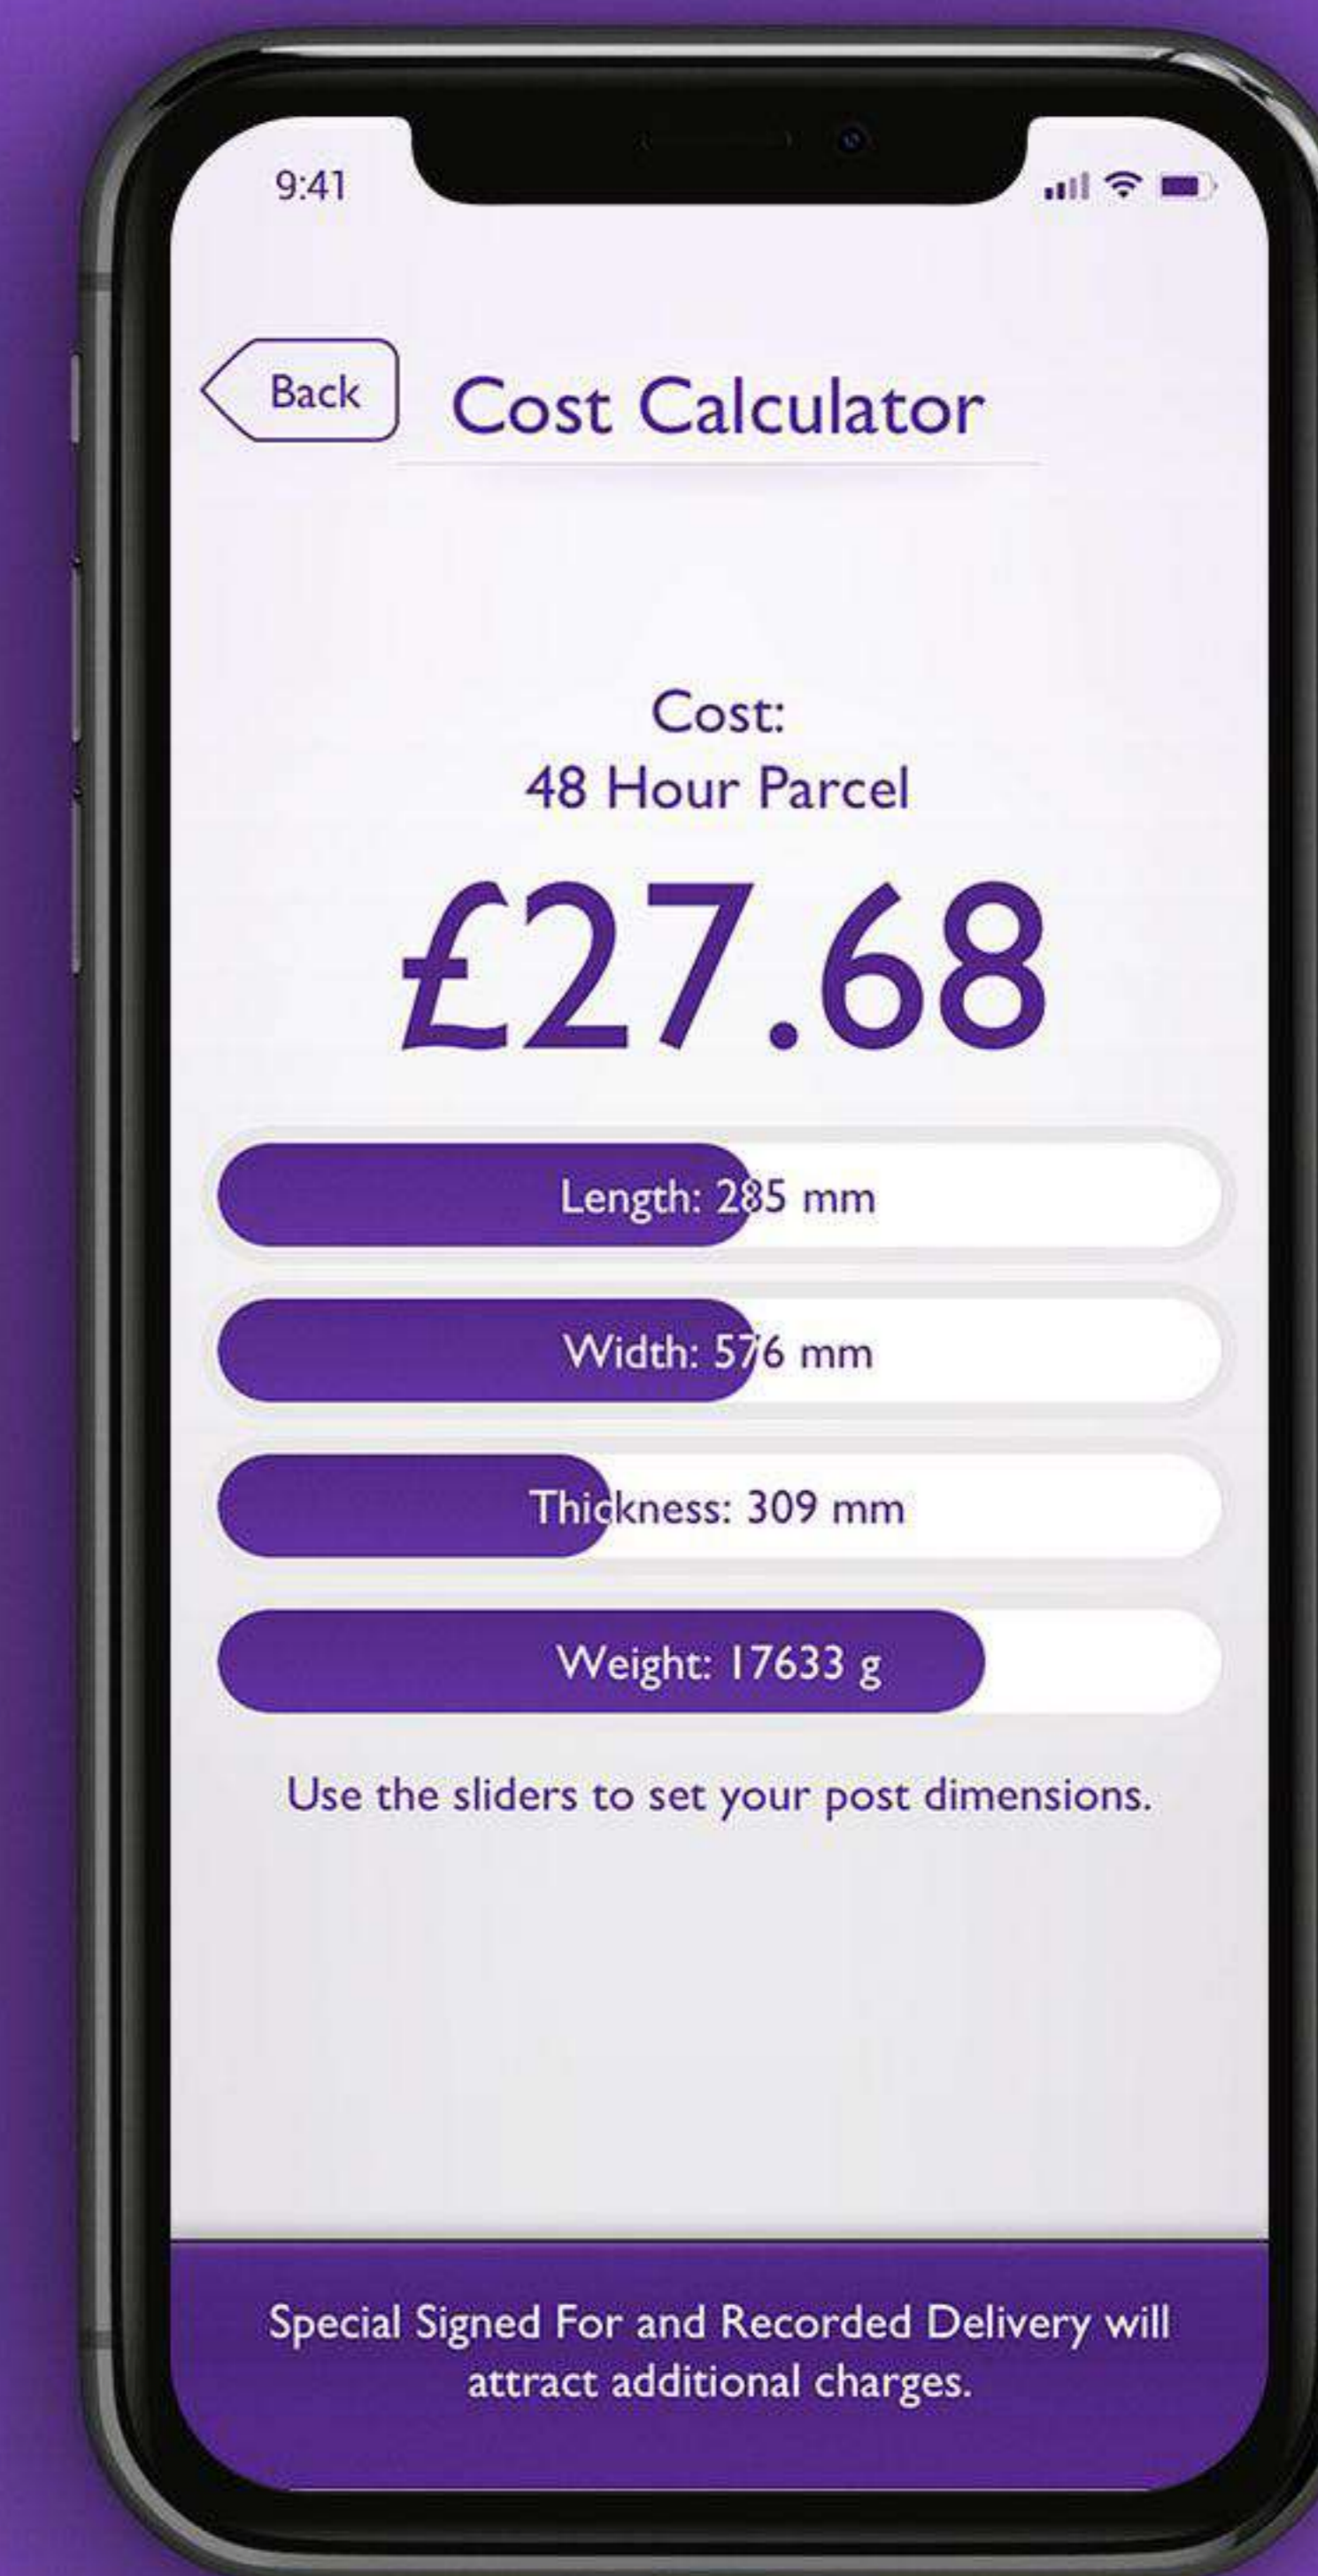 9:41
Back
Cost Calculator
Cost:
48 Hour Parcel
£27.68
Length: 285 mm
Width: 576 mm
Thickness: 309 mm
Weight: 17633 g
Use the sliders to set your post dimensions.
Special Signed For and Recorded Delivery will
attract additional charges.